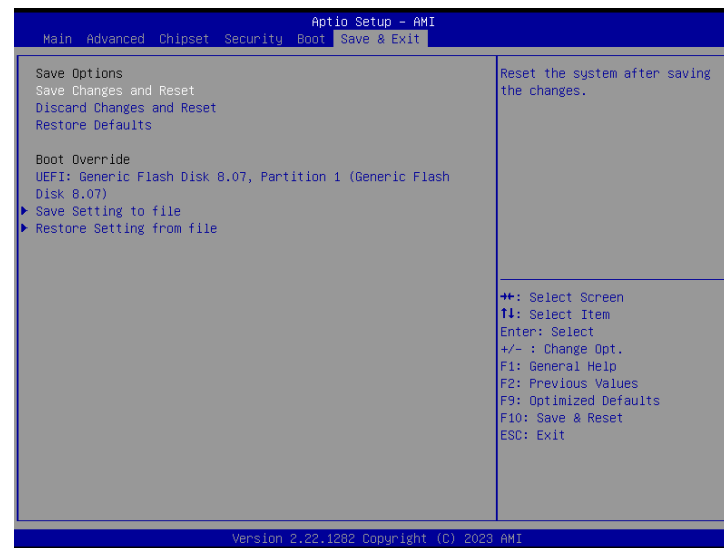 Aptio Setup – AMI
Main Advanced Chipset Security Boot Save & Exit
Save Options
Save Changes and Reset
Discard Changes and Reset
Restore Defaults
Boot Override
UEFI: Generic Flash Disk 8.07, Partition 1 (Generic Flash
Disk 8.07)
▶ Save Setting to file
▶ Restore Setting from file
Reset the system after saving
the changes.
→←: Select Screen
↑↓: Select Item
Enter: Select
+/- : Change Opt.
F1: General Help
F2: Previous Values
F9: Optimized Defaults
F10: Save & Reset
ESC: Exit
Version 2.22.1282 Copyright (C) 2023 AMI